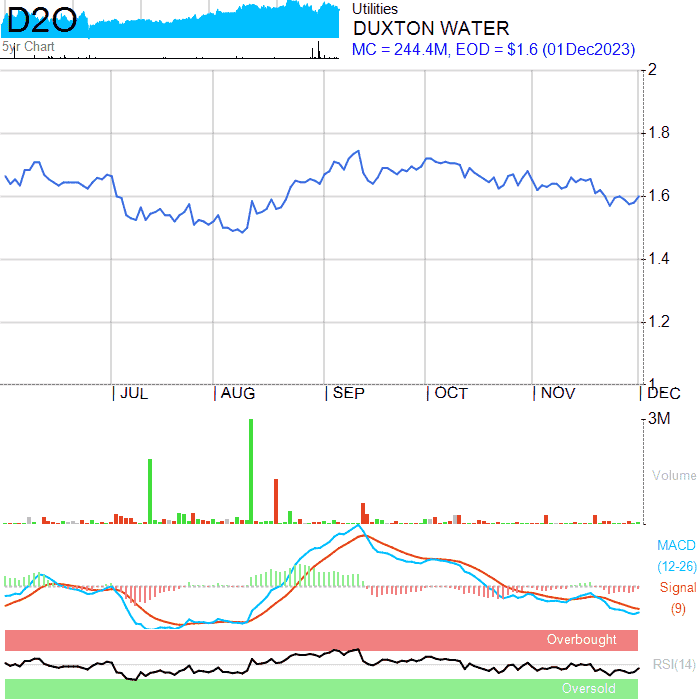 D2O
5yr Chart
Utilities
DUXTON WATER
MC = 244.4M, EOD = $1.6 (01Dec2023)
2
1.8
1.6
1.4
1.2
1
JUL AUG SEP OCT NOV DEC
3M
Volume
MACD
(12-26)
Signal
(9)
Overbought
RSI(14)
Oversold